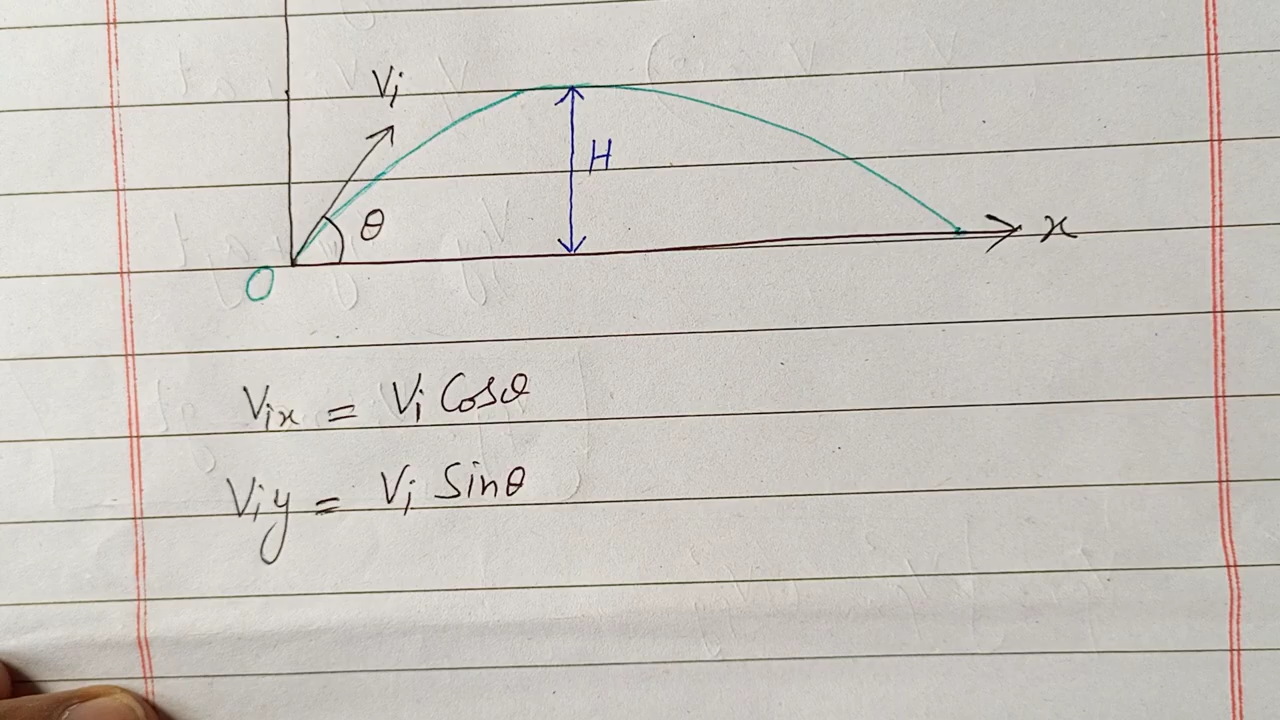 Vi
H
θ
x
O
Vix = Vi Cosθ
Viy = Vi Sinθ